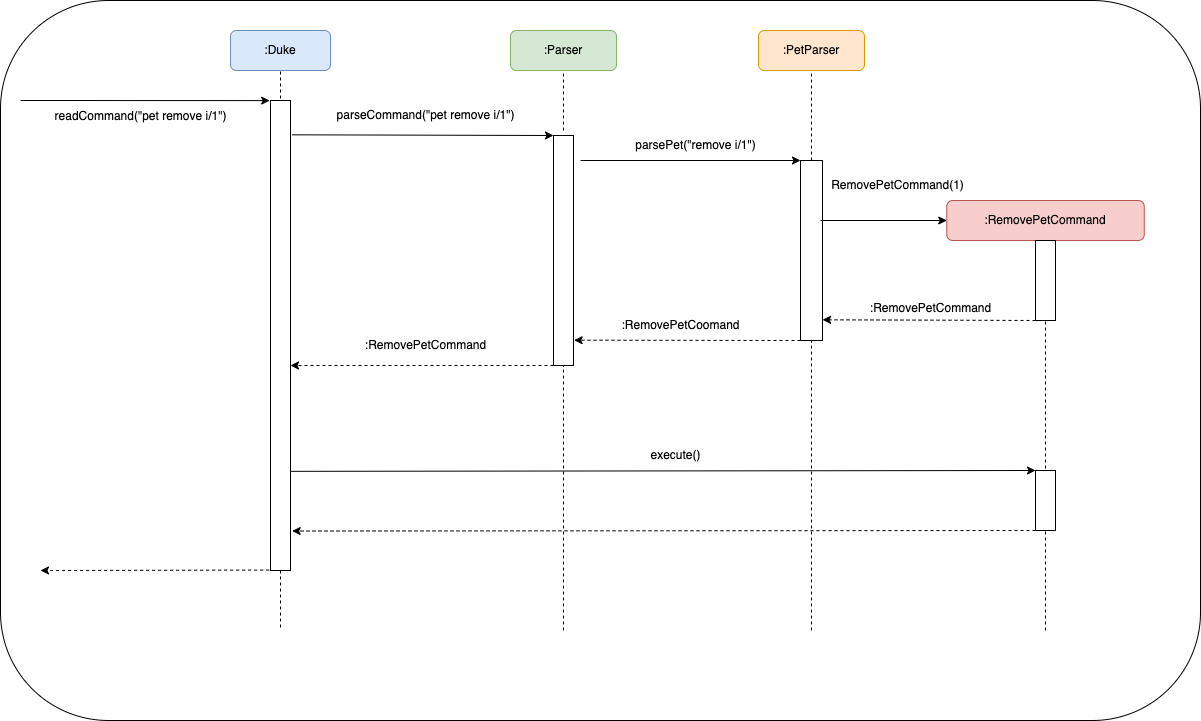 :Duke
:Parser
:PetParser
readCommand("pet remove i/1")
parseCommand("pet remove i/1")
parsePet("remove i/1")
RemovePetCommand(1)
:RemovePetCommand
:RemovePetCommand
:RemovePetCoomand
:RemovePetCommand
execute()